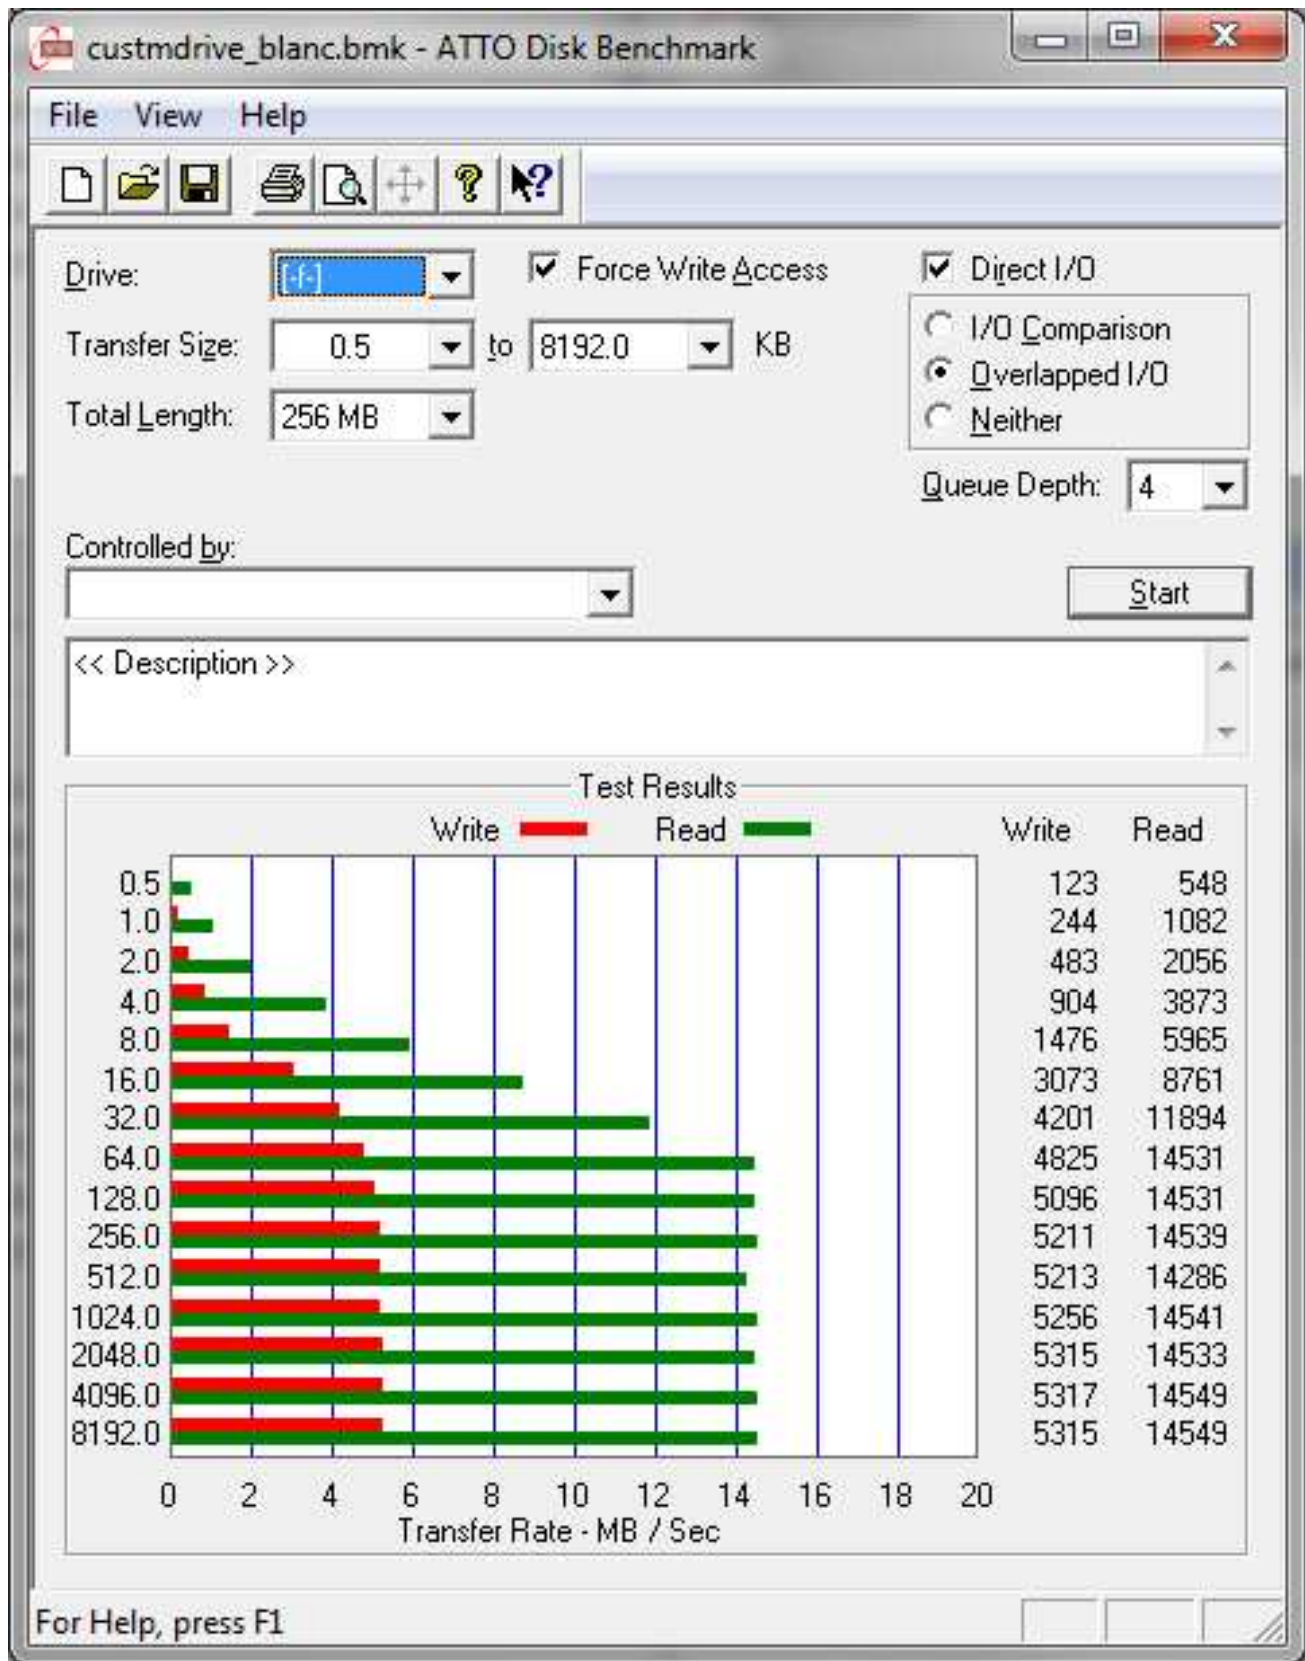 custmdrive_blanc.bmk - ATTO Disk Benchmark
File View Help
Drive: [-f-] Force Write Access Direct I/O
Transfer Size: 0.5 to 8192.0 KB
I/O Comparison
Overlapped I/O
Neither
Total Length: 256 MB
Queue Depth: 4
Controlled by:
Start
<< Description >>
Test Results
Write Read Write Read
0.5 123 548
1.0 244 1082
2.0 483 2056
4.0 904 3873
8.0 1476 5965
16.0 3073 8761
32.0 4201 11894
64.0 4825 14531
128.0 5096 14531
256.0 5211 14539
512.0 5213 14286
1024.0 5256 14541
2048.0 5315 14533
4096.0 5317 14549
8192.0 5315 14549
0 2 4 6 8 10 12 14 16 18 20
Transfer Rate - MB / Sec
For Help, press F1